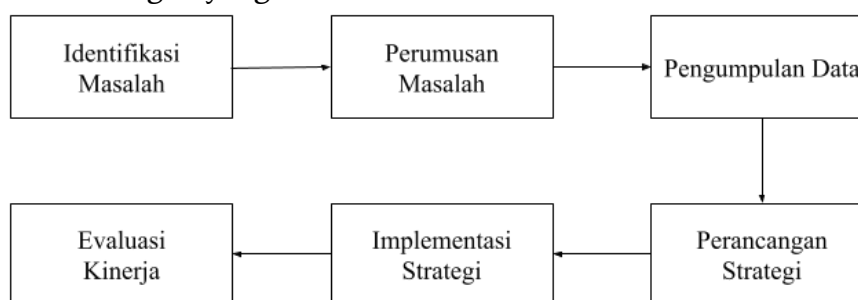 Identifikasi
Masalah
Perumusan
Masalah
Pengumpulan Data
Perancangan
Strategi
Implementasi
Strategi
Evaluasi
Kinerja